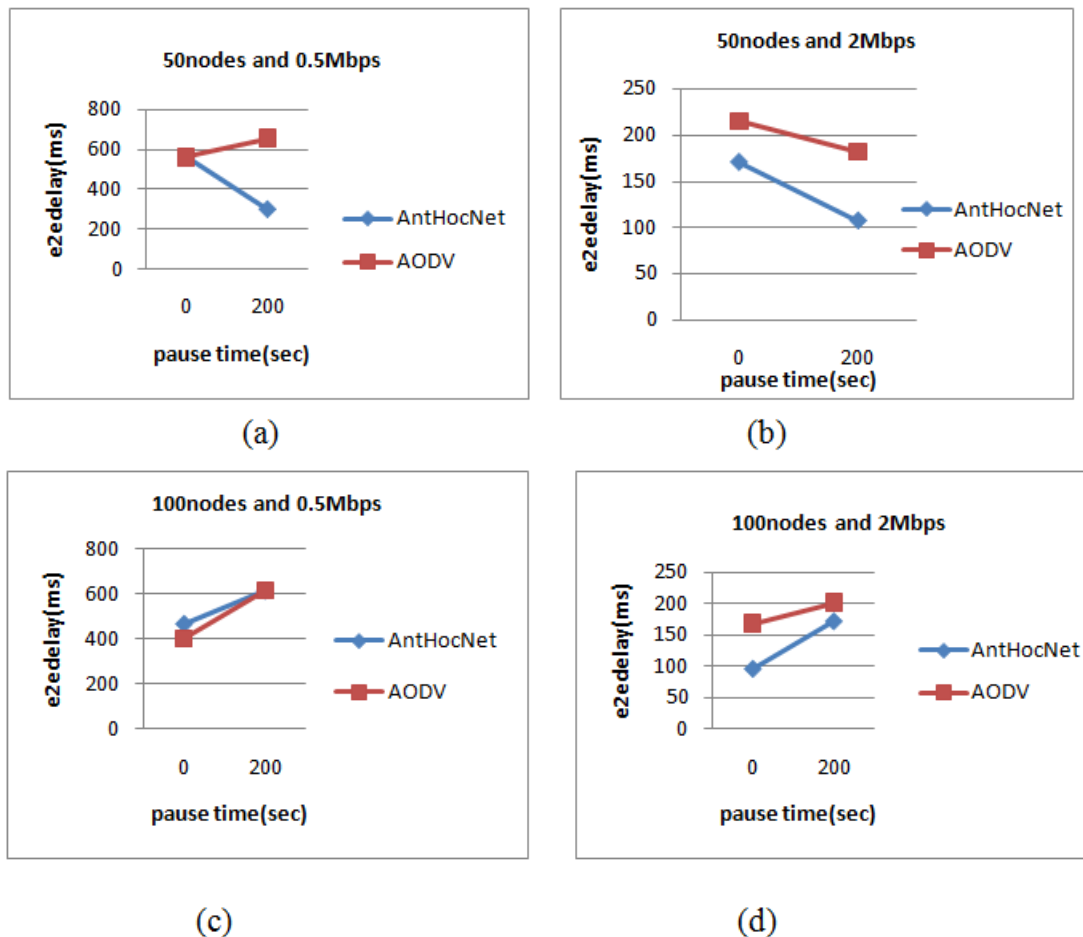 50nodes and 0.5Mbps
800
600
400
200
0
e2edelay(ms)
0 200
pause time(sec)
AntHocNet
AODV
(a)
50nodes and 2Mbps
250
200
150
100
50
0
e2edelay(ms)
0 200
pause time(sec)
AntHocNet
AODV
(b)
100nodes and 0.5Mbps
800
600
400
200
0
e2edelay(ms)
0 200
pause time(sec)
AntHocNet
AODV
(c)
100nodes and 2Mbps
250
200
150
100
50
0
e2edelay(ms)
0 200
pause time(sec)
AntHocNet
AODV
(d)